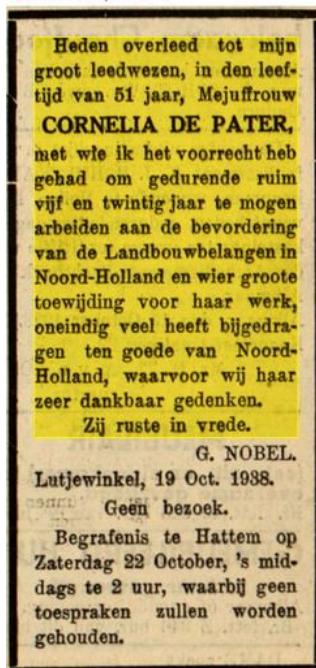 Heden overleed tot mijn
groot leedwezen, in den leef-
tijd van 51 jaar, Mejuffrouw
CORNELIA DE PATER,
met wie ik het voorrecht heb
gehad om gedurende ruim
vijf en twintig jaar te mogen
arbeiden aan de bevordering
van de Landbouwbelangen in
Noord-Holland en wier groote
toewijding voor haar werk,
oneindig veel heeft bijgedra-
gen ten goede van Noord-
Holland, waarvoor wij haar
zeer dankbaar gedenken.
Zij ruste in vrede.
G. NOBEL.
Lutjewinkel, 19 Oct. 1938.
Geen bezoek.
Begrafenis te Hattem op
Zaterdag 22 October, 's mid-
dags te 2 uur, waarbij geen
toespraken zullen worden
gehouden.